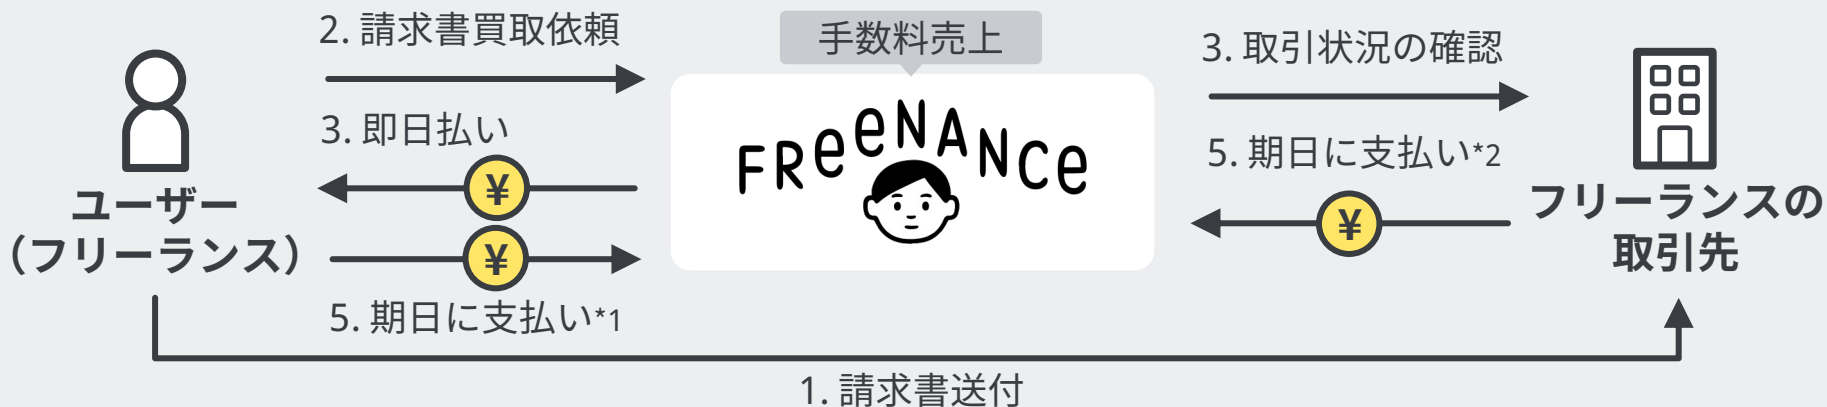 2. 請求書買取依頼
手数料売上
3. 取引状況の確認
FReeNANCe
3. 即日払い
5. 期日に支払い*2
¥
¥
¥
ユーザー
（フリーランス）
フリーランスの
取引先
5. 期日に支払い*1
1. 請求書送付